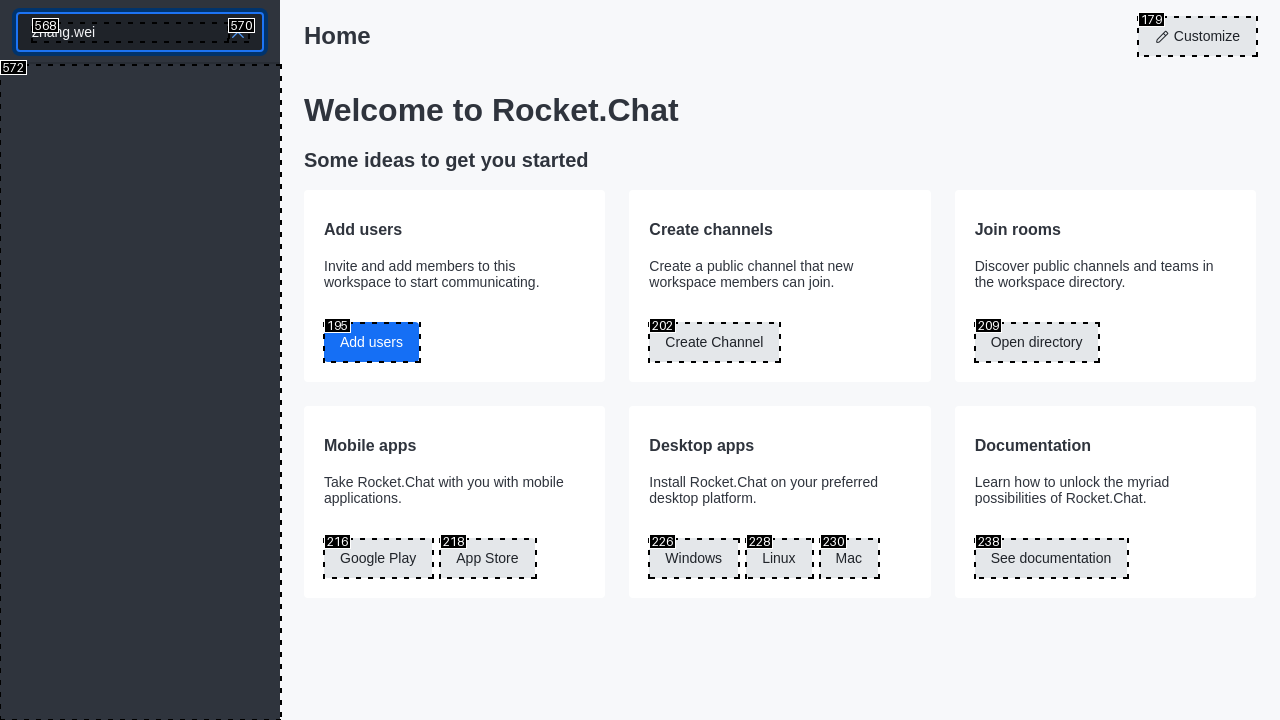 568
zhang.wei
570
572
Home
179
Customize
Welcome to Rocket.Chat
Some ideas to get you started
Add users
Invite and add members to this
workspace to start communicating.
195
Add users
Create channels
Create a public channel that new
workspace members can join.
202
Create Channel
Join rooms
Discover public channels and teams in
the workspace directory.
209
Open directory
Mobile apps
Take Rocket.Chat with you with mobile
applications.
216
Google Play
218
App Store
Desktop apps
Install Rocket.Chat on your preferred
desktop platform.
226
Windows
228
Linux
230
Mac
Documentation
Learn how to unlock the myriad
possibilities of Rocket.Chat.
238
See documentation